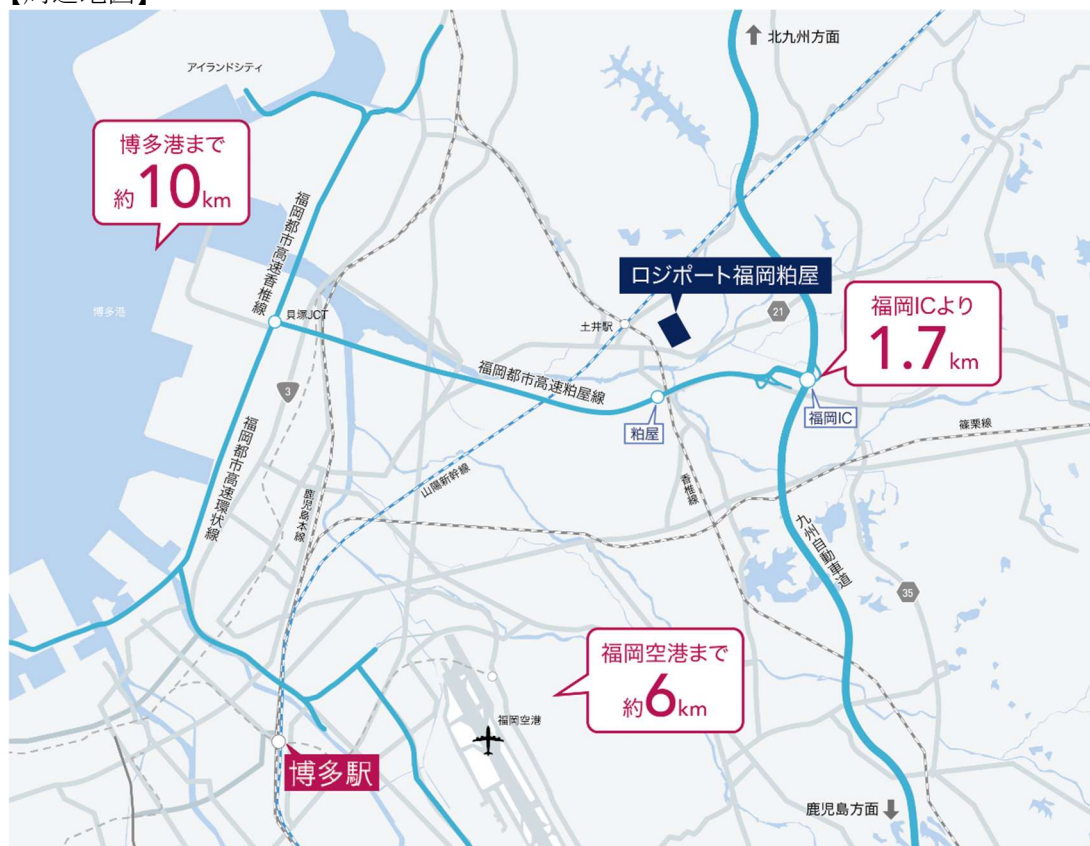 【周辺地図】
北九州方面
アイランドシティ
博多港まで
約10km
福岡都市高速香椎線
ロジポート福岡粕屋
博多港
貝塚JCT
土井駅
21
福岡ICより
1.7km
福岡都市高速粕屋線
3
粕屋
福岡IC
篠栗線
福岡都市高速環状線
鹿児島本線
山陽新幹線
香椎線
九州自動車道
35
福岡空港まで
約6km
福岡空港
博多駅
鹿児島方面